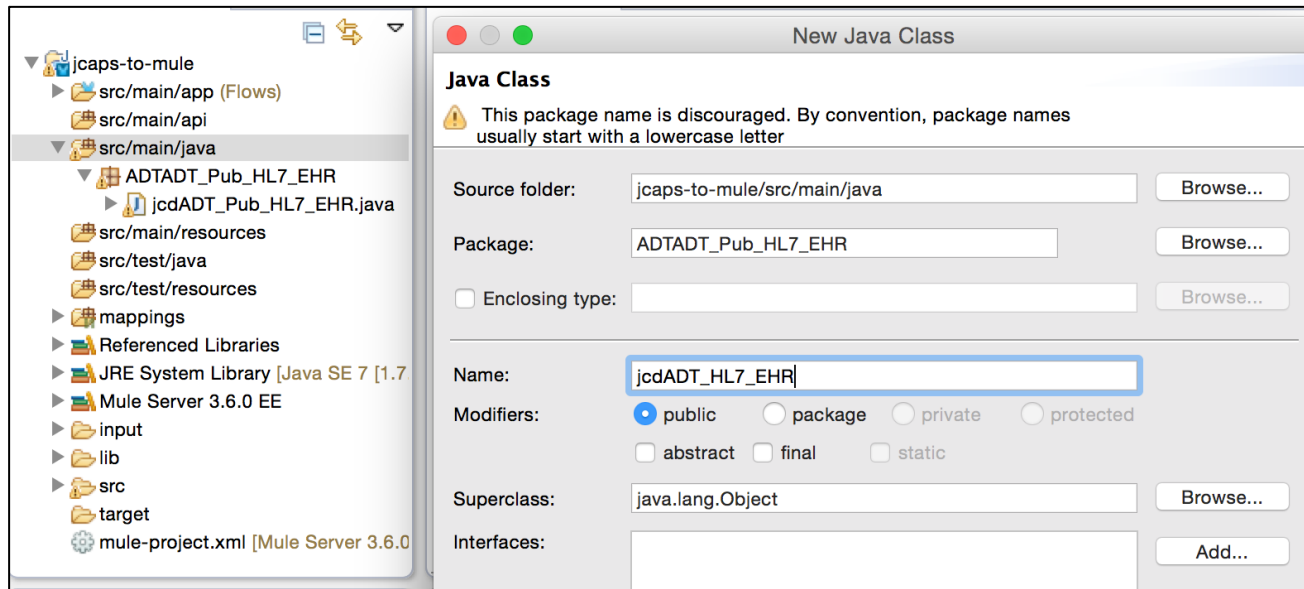 jcaps-to-mule
src/main/app (Flows)
src/main/api
src/main/java
ADTADT_Pub_HL7_EHR
jcdADT_Pub_HL7_EHR.java
src/main/resources
src/test/java
src/test/resources
mappings
Referenced Libraries
JRE System Library [Java SE 7 [1.7
Mule Server 3.6.0 EE
input
lib
src
target
mule-project.xml [Mule Server 3.6.0
New Java Class
Java Class
This package name is discouraged. By convention, package names
usually start with a lowercase letter
Source folder: jcaps-to-mule/src/main/java Browse...
Package: ADTADT_Pub_HL7_EHR Browse...
Enclosing type: Browse...
Name: jcdADT_HL7_EHR
Modifiers: public package private protected
abstract final static
Superclass: java.lang.Object Browse...
Interfaces: Add...